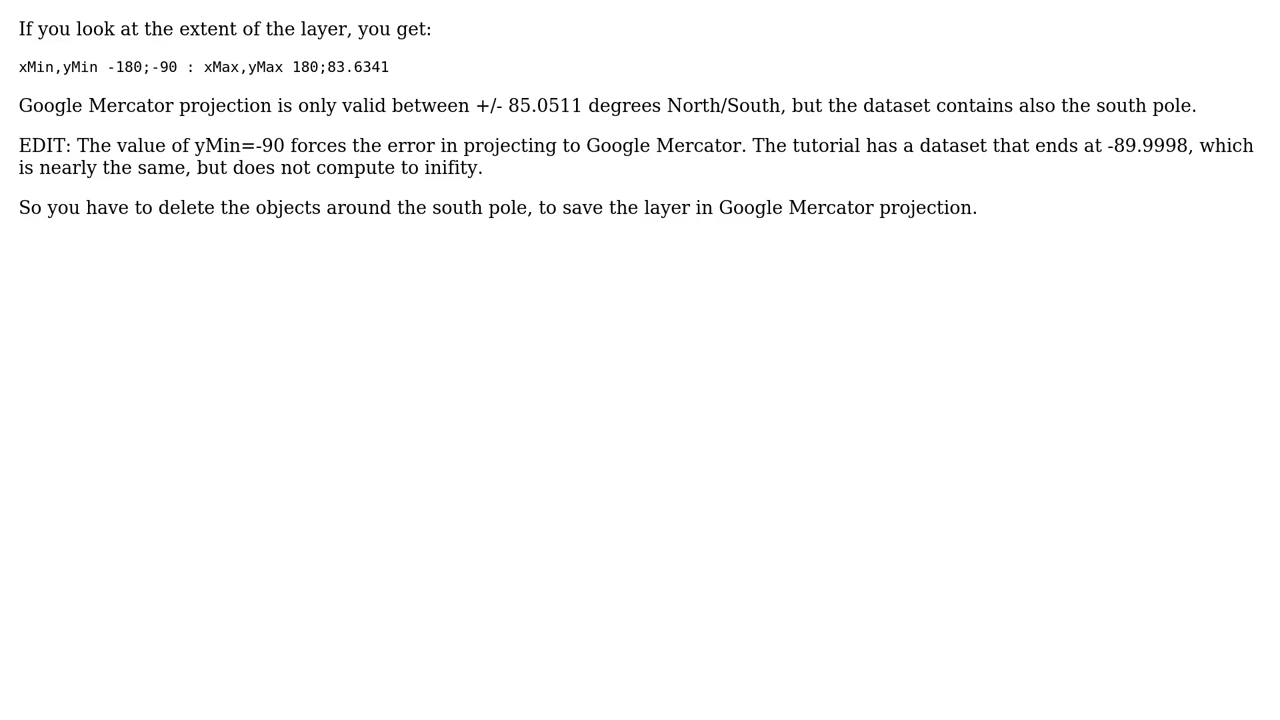 If you look at the extent of the layer, you get:
xMin,yMin -180;-90 : xMax,yMax 180;83.6341
Google Mercator projection is only valid between +/- 85.0511 degrees North/South, but the dataset contains also the south pole.
EDIT: The value of yMin=-90 forces the error in projecting to Google Mercator. The tutorial has a dataset that ends at -89.9998, which
is nearly the same, but does not compute to inifity.
So you have to delete the objects around the south pole, to save the layer in Google Mercator projection.